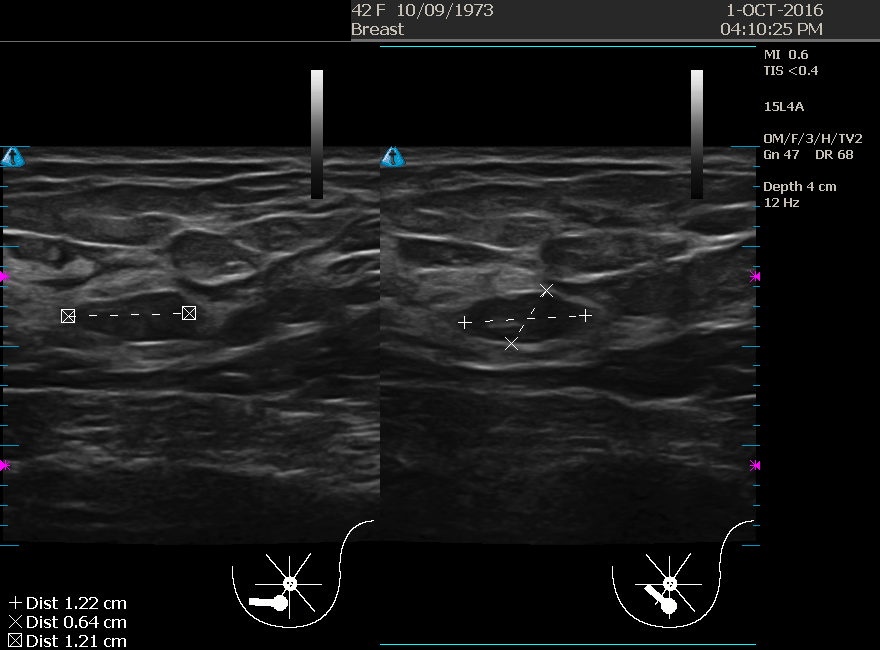 42 F 10/09/1973 1-OCT-2016
Breast 04:10:25 PM
MI 0.6
TIS <0.4
15L4A
OM/F/3/H/TV2
Gn 47 DR 68
Depth 4 cm
12 Hz
Dist 1.22 cm
Dist 0.64 cm
Dist 1.21 cm